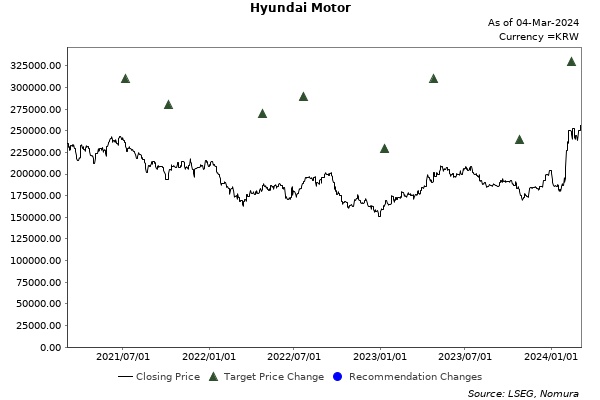 Hyundai Motor
As of 04-Mar-2024
Currency =KRW
325000.00
300000.00
275000.00
250000.00
225000.00
200000.00
175000.00
150000.00
125000.00
100000.00
75000.00
50000.00
25000.00
0.00
2021/07/01 2022/01/01 2022/07/01 2023/01/01 2023/07/01 2024/01/01
Closing Price Target Price Change Recommendation Changes
Source: LSEG, Nomura